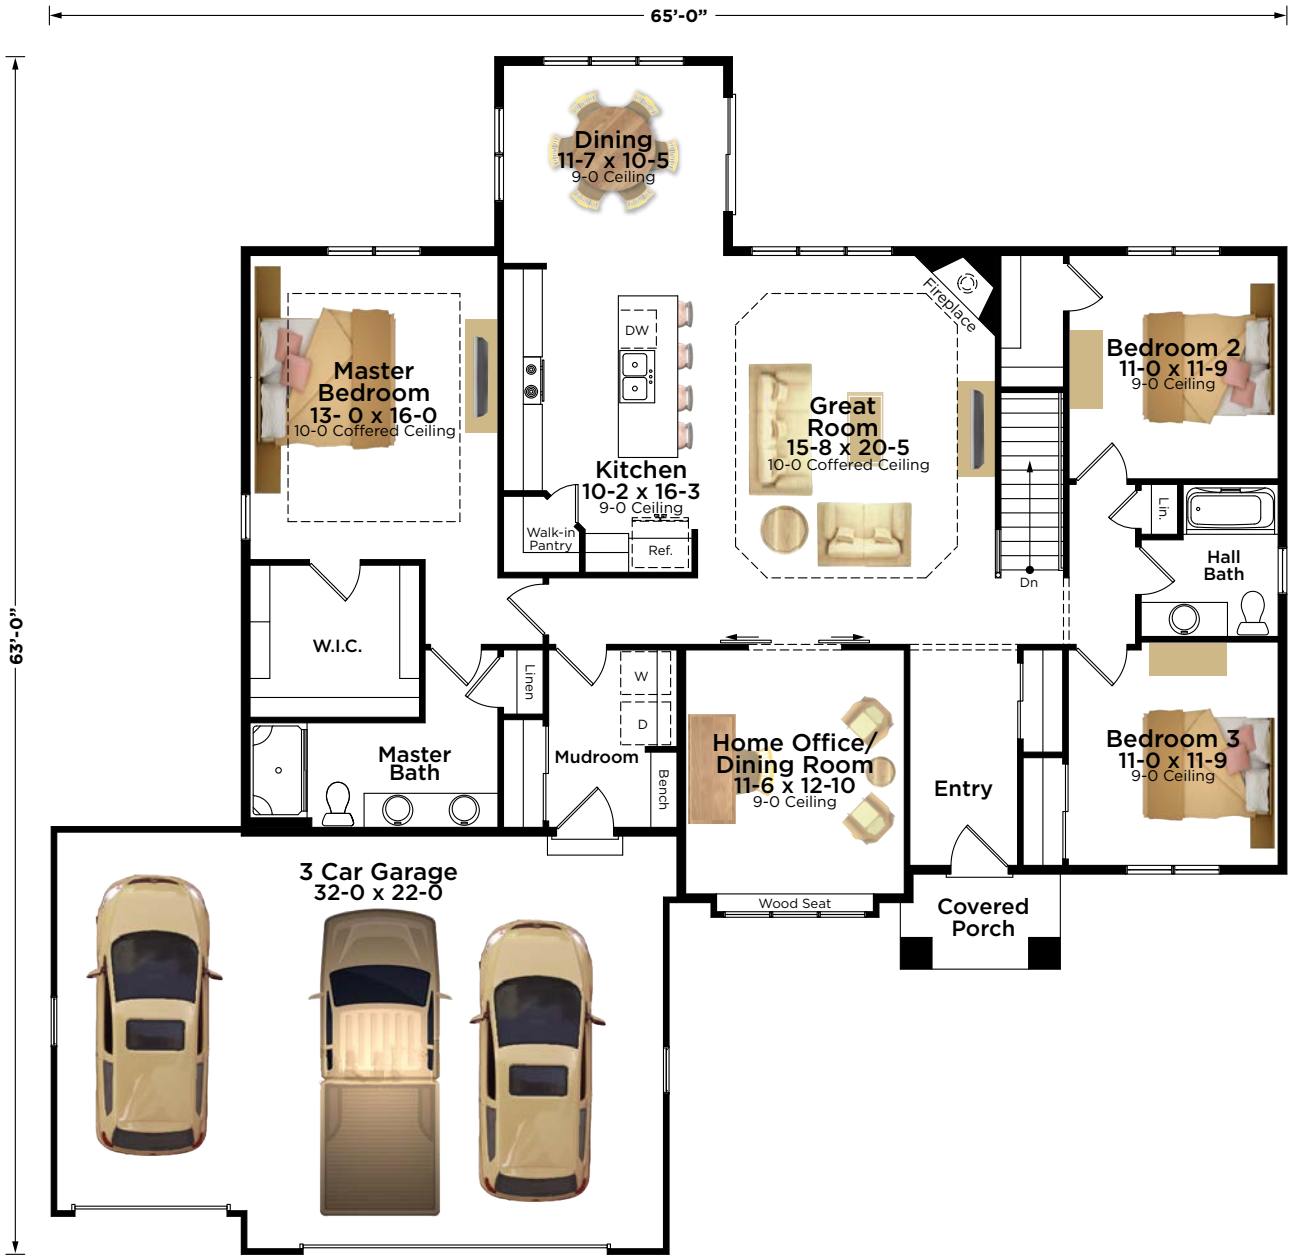 65'-0"
63'-0"
Dining
11-7 x 10-5
9-0 Ceiling
Master
Bedroom
13- 0 x 16-0
10-0 Coffered Ceiling
DW
Kitchen
10-2 x 16-3
9-0 Ceiling
Walk-in
Pantry
Ref.
Fireplace
Great
Room
15-8 x 20-5
10-0 Coffered Ceiling
Bedroom 2
11-0 x 11-9
9-0 Ceiling
Dn
Lin.
Hall
Bath
W.I.C.
Linen
Master
Bath
W
D
Mudroom
Bench
Home Office/
Dining Room
11-6 x 12-10
9-0 Ceiling
Wood Seat
Entry
Bedroom 3
11-0 x 11-9
9-0 Ceiling
Covered
Porch
3 Car Garage
32-0 x 22-0